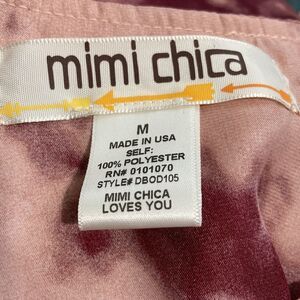 mimi chica
M
MADE IN USA
SELF:
100% POLYESTER
RN# 0101070
STYLE# DBOD105
MIMI CHICA
LOVES YOU